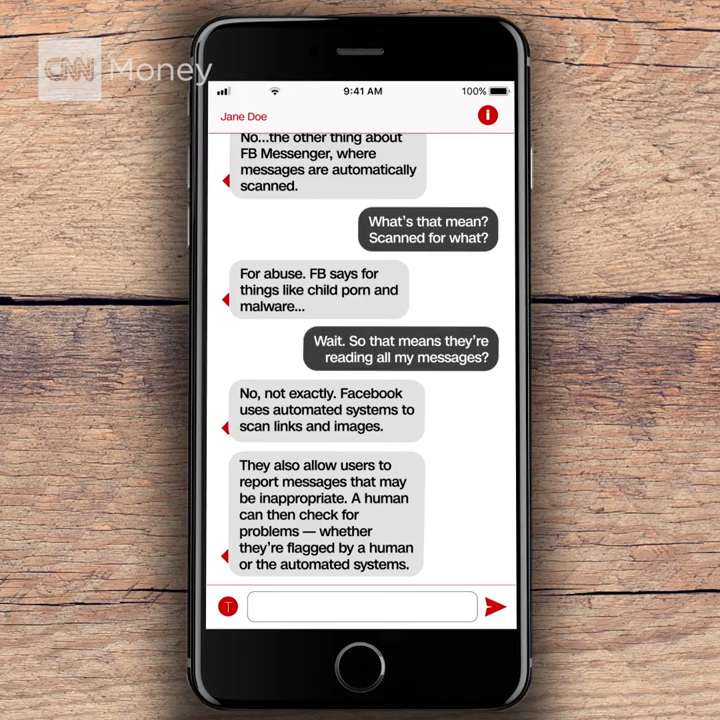 CNN Money
9:41 AM
100%
Jane Doe
i
No...the other thing about
FB Messenger, where
messages are automatically
scanned.
What's that mean?
Scanned for what?
For abuse. FB says for
things like child porn and
malware...
Wait. So that means they're
reading all my messages?
No, not exactly. Facebook
uses automated systems to
scan links and images.
They also allow users to
report messages that may
be inappropriate. A human
can then check for
problems — whether
they're flagged by a human
or the automated systems.
T